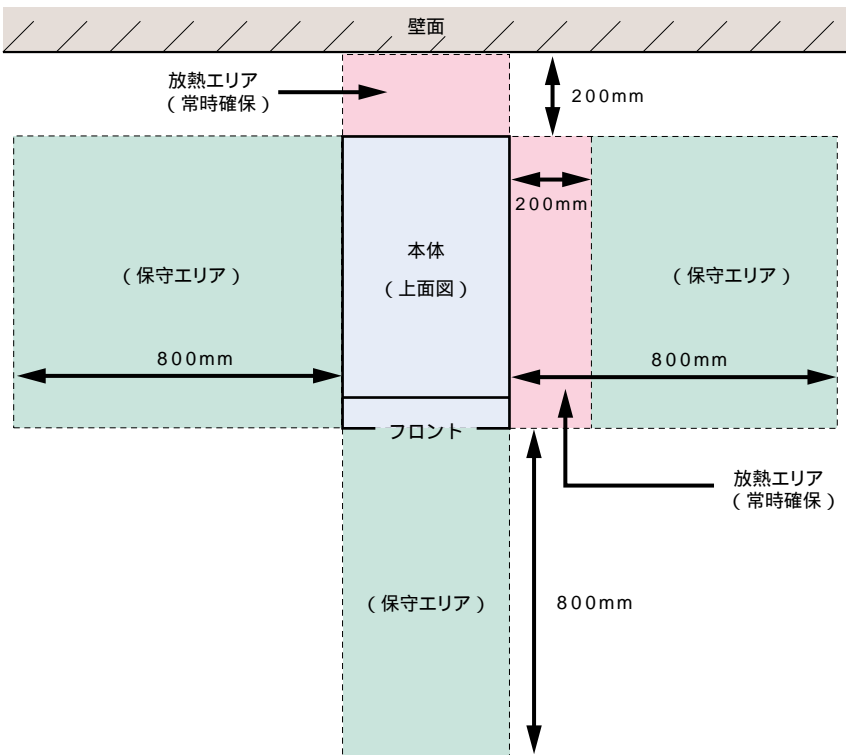 壁面
放熱エリア
(常時確保)
200mm
200mm
本体
(上面図)
(保守エリア)
(保守エリア)
800mm
800mm
フロント
放熱エリア
(常時確保)
(保守エリア)
800mm